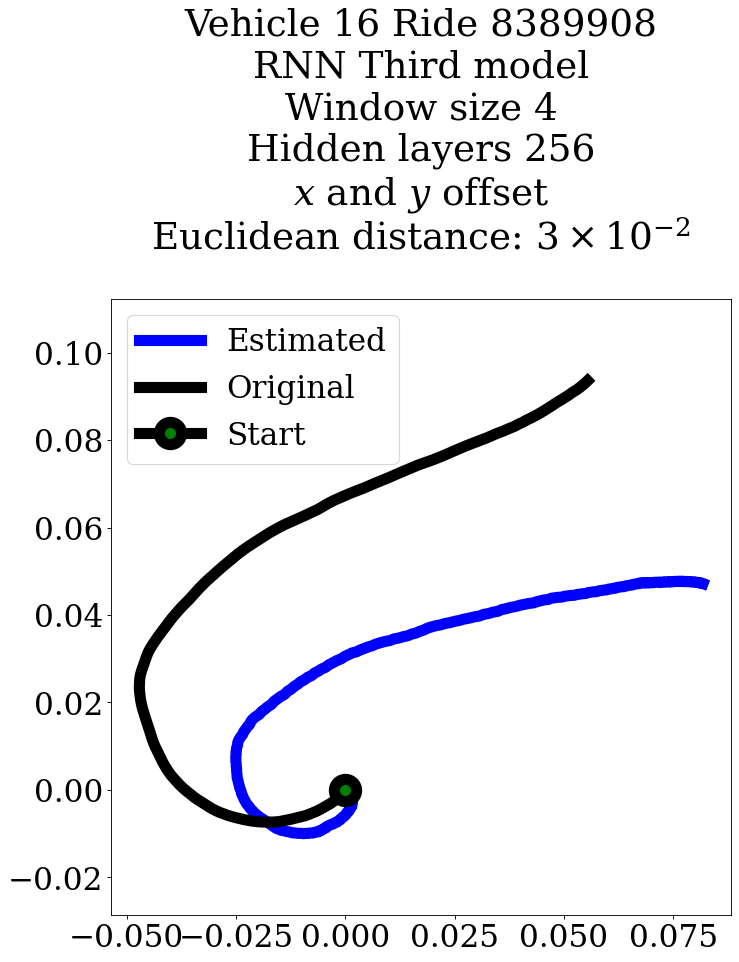 Vehicle 16 Ride 8389908
RNN Third model
Window size 4
Hidden layers 256
x and y offset
Euclidean distance: 3 × 10⁻²
Estimated
Original
Start
0.10
0.08
0.06
0.04
0.02
0.00
−0.02
−0.050 −0.025 0.000 0.025 0.050 0.075